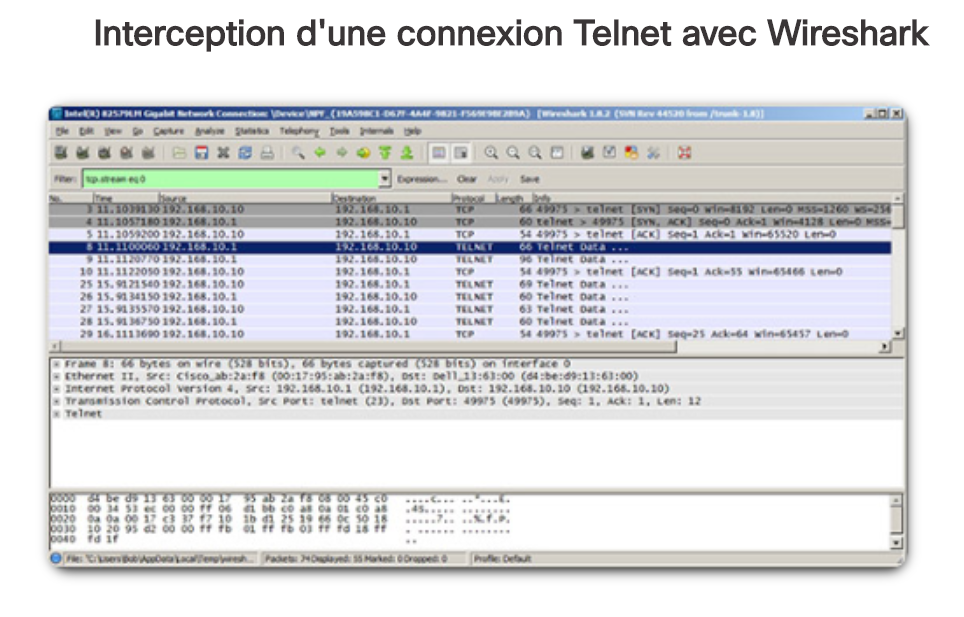 Interception d'une connexion Telnet avec Wireshark
Intel(R) 82579LM Gigabit Network Connection: \Device\NPF_{19A598C1-D67F-4A4F-9821-F569E98E2B9A} [Wireshark 1.8.2 (SVN Rev 44520 from /trunk-1.8)]
File Edit View Go Capture Analyze Statistics Telephony Tools Internals Help
Filter: tcp.stream eq 0 Expression... Clear Apply Save
No. Time Source Destination Protocol Length Info
3 11.1039130 192.168.10.10 192.168.10.1 TCP 66 49975 > telnet [SYN] Seq=0 Win=8192 Len=0 MSS=1260 WS=256
4 11.1057180 192.168.10.1 192.168.10.10 TCP 60 telnet > 49975 [SYN, ACK] Seq=0 Ack=1 Win=4128 Len=0 MSS=
5 11.1059200 192.168.10.10 192.168.10.1 TCP 54 49975 > telnet [ACK] Seq=1 Ack=1 Win=65520 Len=0
8 11.1100060 192.168.10.1 192.168.10.10 TELNET 66 Telnet Data ...
9 11.1120770 192.168.10.10 192.168.10.1 TELNET 96 Telnet Data ...
10 11.1122050 192.168.10.10 192.168.10.1 TCP 54 49975 > telnet [ACK] Seq=1 Ack=55 Win=65466 Len=0
25 15.9121540 192.168.10.10 192.168.10.1 TELNET 69 Telnet Data ...
26 15.9134150 192.168.10.1 192.168.10.10 TELNET 60 Telnet Data ...
27 15.9135570 192.168.10.10 192.168.10.1 TELNET 63 Telnet Data ...
28 15.9136750 192.168.10.1 192.168.10.10 TELNET 60 Telnet Data ...
29 16.1113690 192.168.10.10 192.168.10.1 TCP 54 49975 > telnet [ACK] Seq=25 Ack=64 Win=65457 Len=0
Frame 8: 66 bytes on wire (528 bits), 66 bytes captured (528 bits) on interface 0
Ethernet II, Src: Cisco_ab:2a:f8 (00:17:95:ab:2a:f8), Dst: Dell_13:63:00 (d4:be:d9:13:63:00)
Internet Protocol Version 4, Src: 192.168.10.1 (192.168.10.1), Dst: 192.168.10.10 (192.168.10.10)
Transmission Control Protocol, Src Port: telnet (23), Dst Port: 49975 (49975), Seq: 1, Ack: 1, Len: 12
Telnet
0000 d4 be d9 13 63 00 00 17 95 ab 2a f8 08 00 45 c0 ....c... ..*...E.
0010 00 34 53 ec 00 00 ff 06 d1 bb c0 a8 0a 01 c0 a8 .4S..... ........
0020 0a 0a 00 17 c3 37 f7 10 1b d1 25 19 66 0c 50 18 .....7.. ..%.f.P.
0030 10 20 95 d2 00 00 ff fb 01 ff fb 03 ff fd 18 ff . ...... ........
0040 fd 1f ..
File: "C:\Users\Bob\AppData\Local\Temp\wiresh... Packets: 74 Displayed: 55 Marked: 0 Dropped: 0 Profile: Default